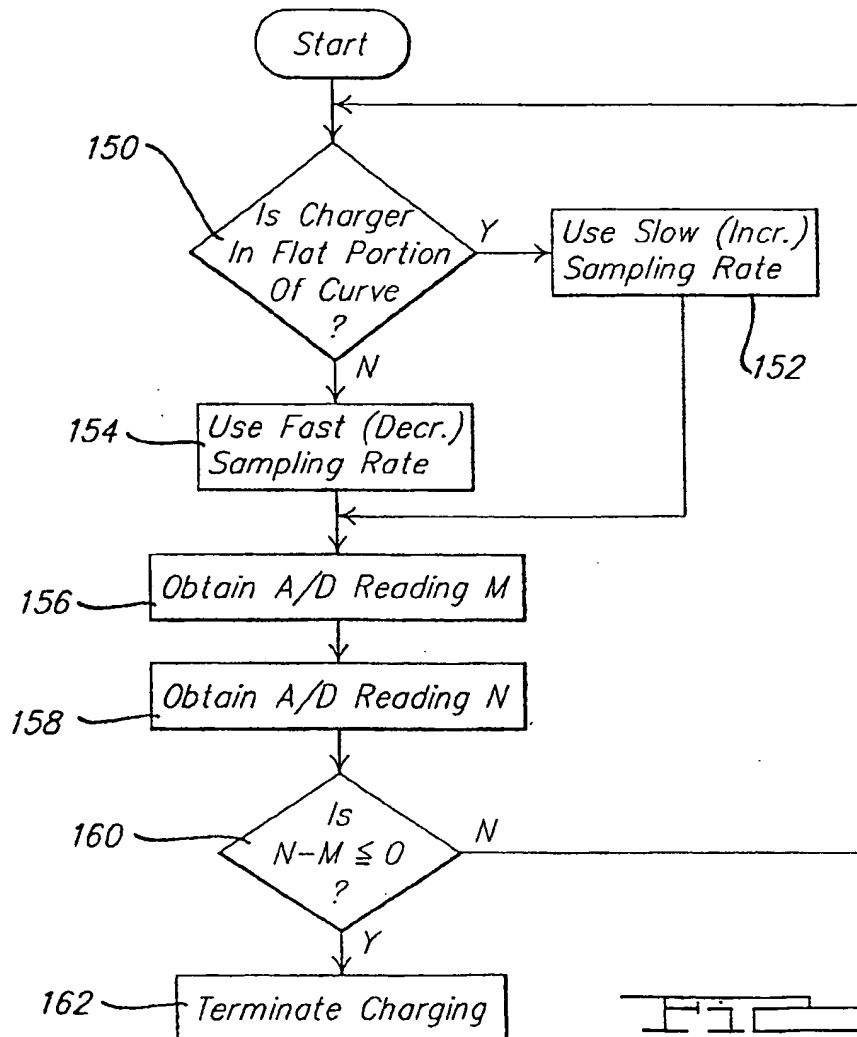 Start
150
Is Charger
In Flat Portion
Of Curve
?
Y
Use Slow (Incr.)
Sampling Rate
152
N
154
Use Fast (Decr.)
Sampling Rate
156
Obtain A/D Reading M
158
Obtain A/D Reading N
160
Is
N-M ≦ 0
?
N
Y
162
Terminate Charging